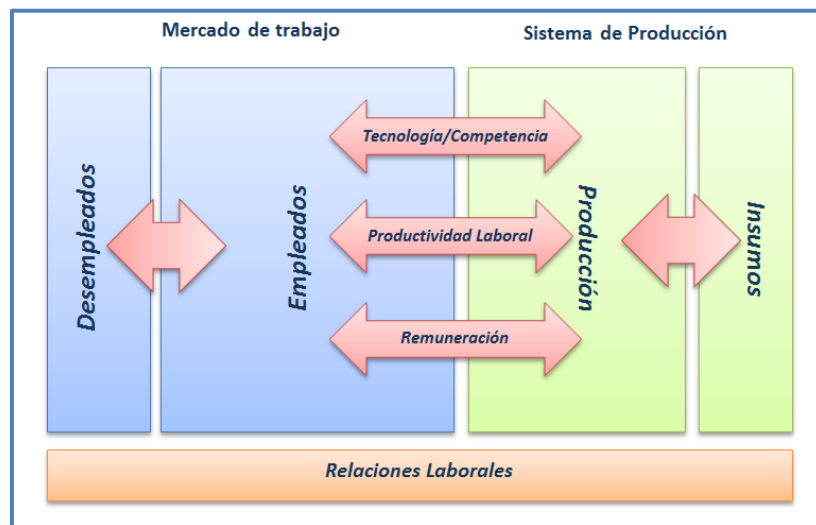 Mercado de trabajo
Sistema de Producción
Desempleados
Empleados
Tecnología/Competencia
Productividad Laboral
Remuneración
Producción
Insumos
Relaciones Laborales